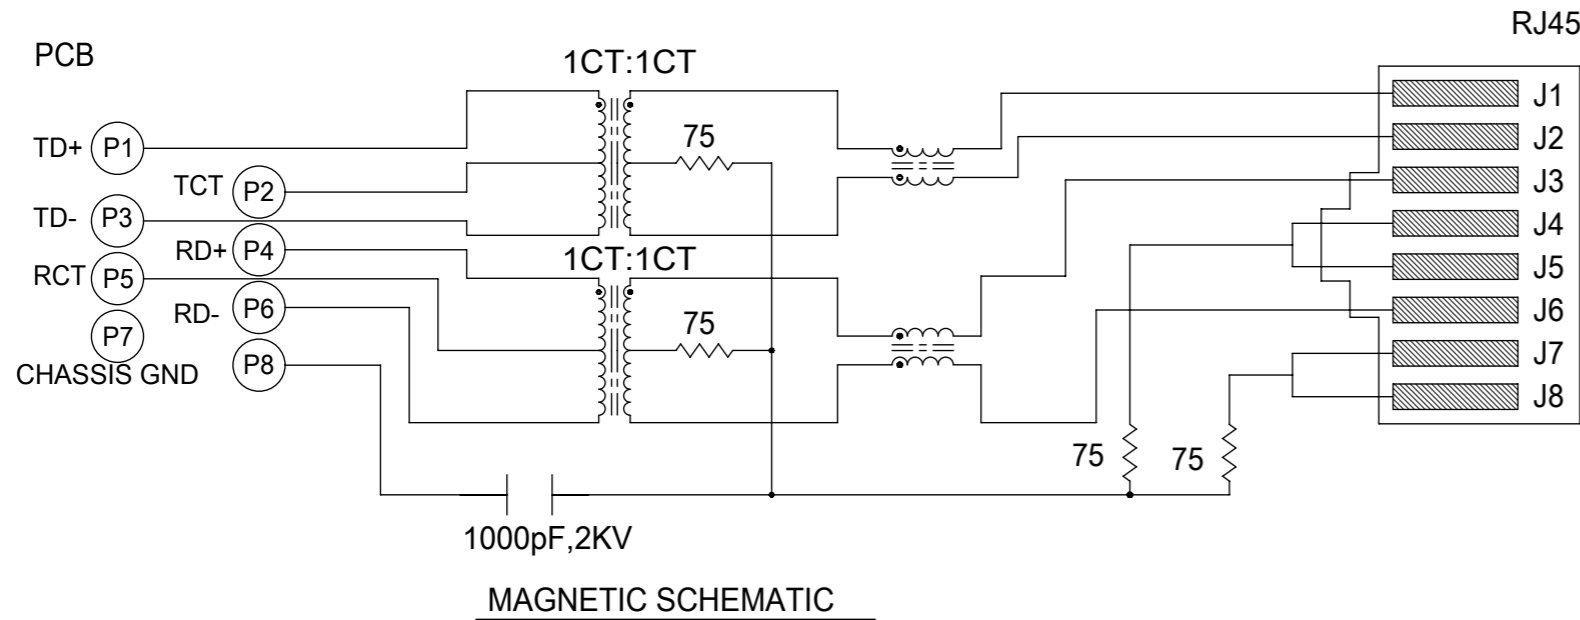 RJ45
PCB
1CT:1CT
J1
TD+ P1
75
J2
TCT P2
J3
TD- P3
J4
RD+ P4
1CT:1CT
J5
RCT P5
RD- P6
J6
P7
75
J7
CHASSIS GND P8
J8
75
75
1000pF,2KV
MAGNETIC SCHEMATIC